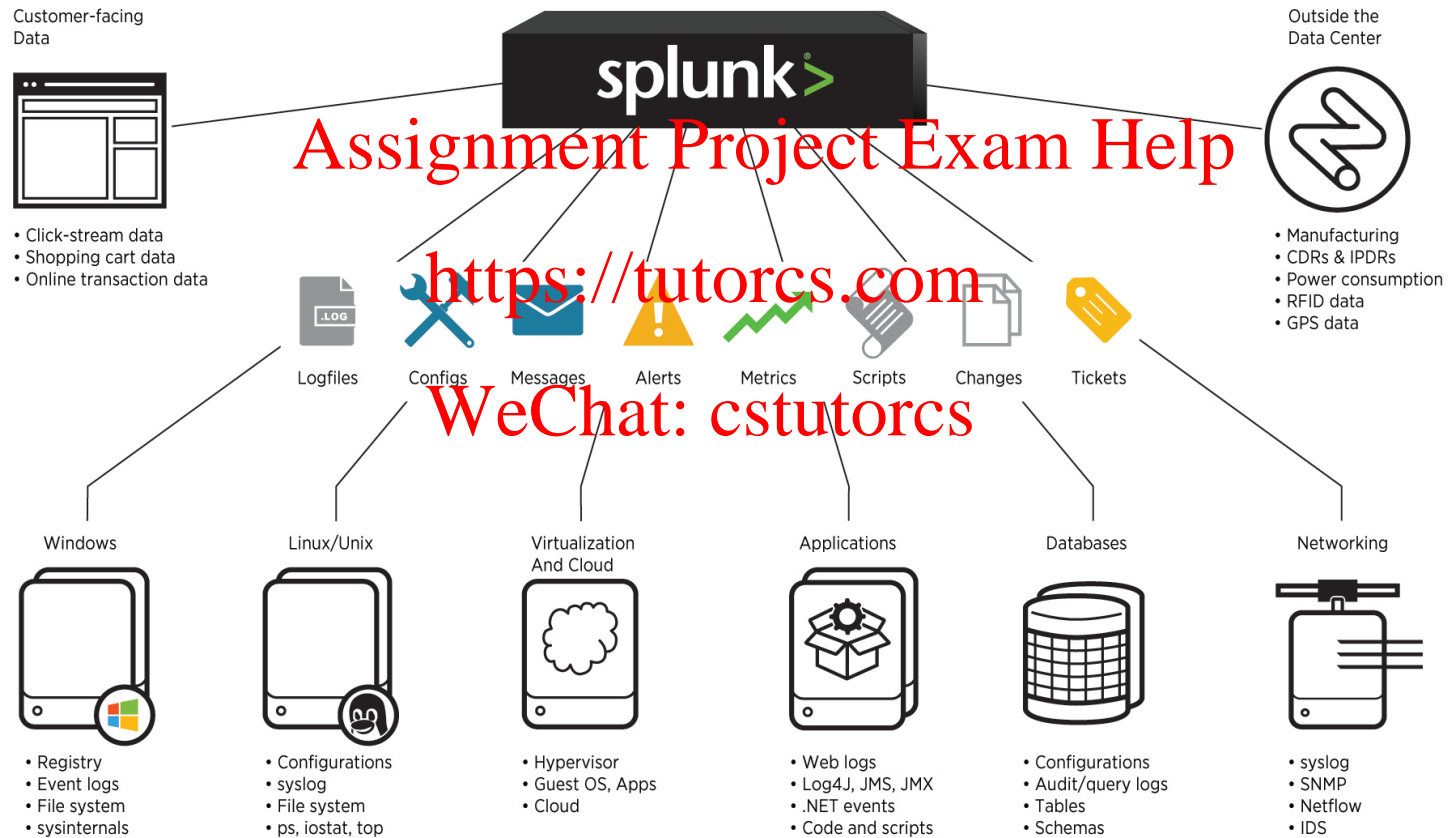 Customer-facing
Data
splunk>®
Outside the
Data Center
Assignment Project Exam Help
• Click-stream data
• Shopping cart data
• Online transaction data
• Manufacturing
• CDRs & IPDRs
• Power consumption
• RFID data
• GPS data
https://tutorcs.com
.LOG
Logfiles
Configs
Messages
Alerts
Metrics
Scripts
Changes
Tickets
WeChat: cstutorcs
Windows
Linux/Unix
Virtualization
And Cloud
Applications
Databases
Networking
• Registry
• Event logs
• File system
• sysinternals
• Configurations
• syslog
• File system
• ps, iostat, top
• Hypervisor
• Guest OS, Apps
• Cloud
• Web logs
• Log4J, JMS, JMX
• .NET events
• Code and scripts
• Configurations
• Audit/query logs
• Tables
• Schemas
• syslog
• SNMP
• Netflow
• IDS